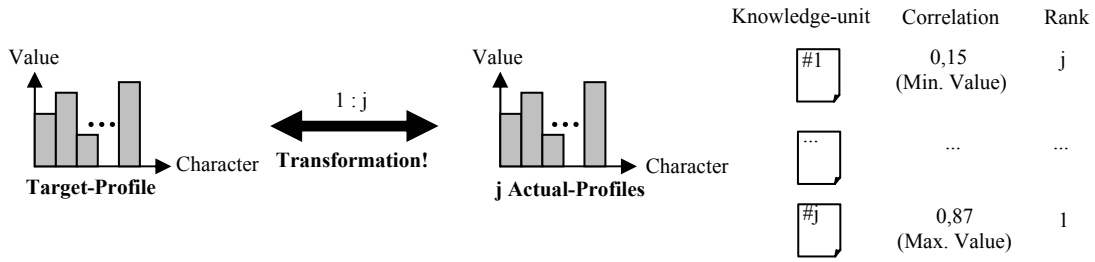 Knowledge-unit Correlation Rank
#1 0,15 j
(Min. Value)
Value
Value
1 : j
...
...
... ... ...
Transformation!
Character
Character
Target-Profile
j Actual-Profiles
#j 0,87 1
(Max. Value)